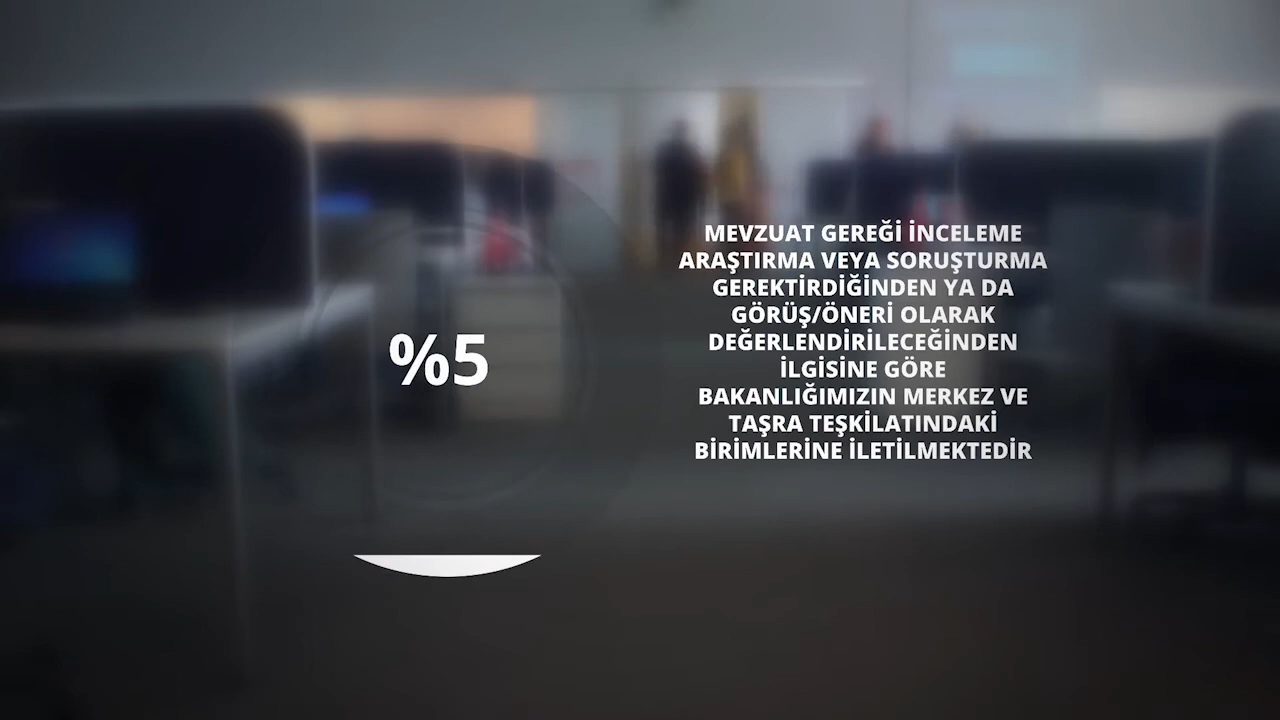 %5
MEVZUAT GEREĞİ İNCELEME
ARAŞTIRMA VEYA SORUŞTURMA
GEREKTİRDİĞİNDEN YA DA
GÖRÜŞ/ÖNERİ OLARAK
DEĞERLENDİRİLECEĞİNDEN
İLGİSİNE GÖRE
BAKANLIĞIMIZIN MERKEZ VE
TAŞRA TEŞKİLATINDAKİ
BİRİMLERİNE İLETİLMEKTEDİR